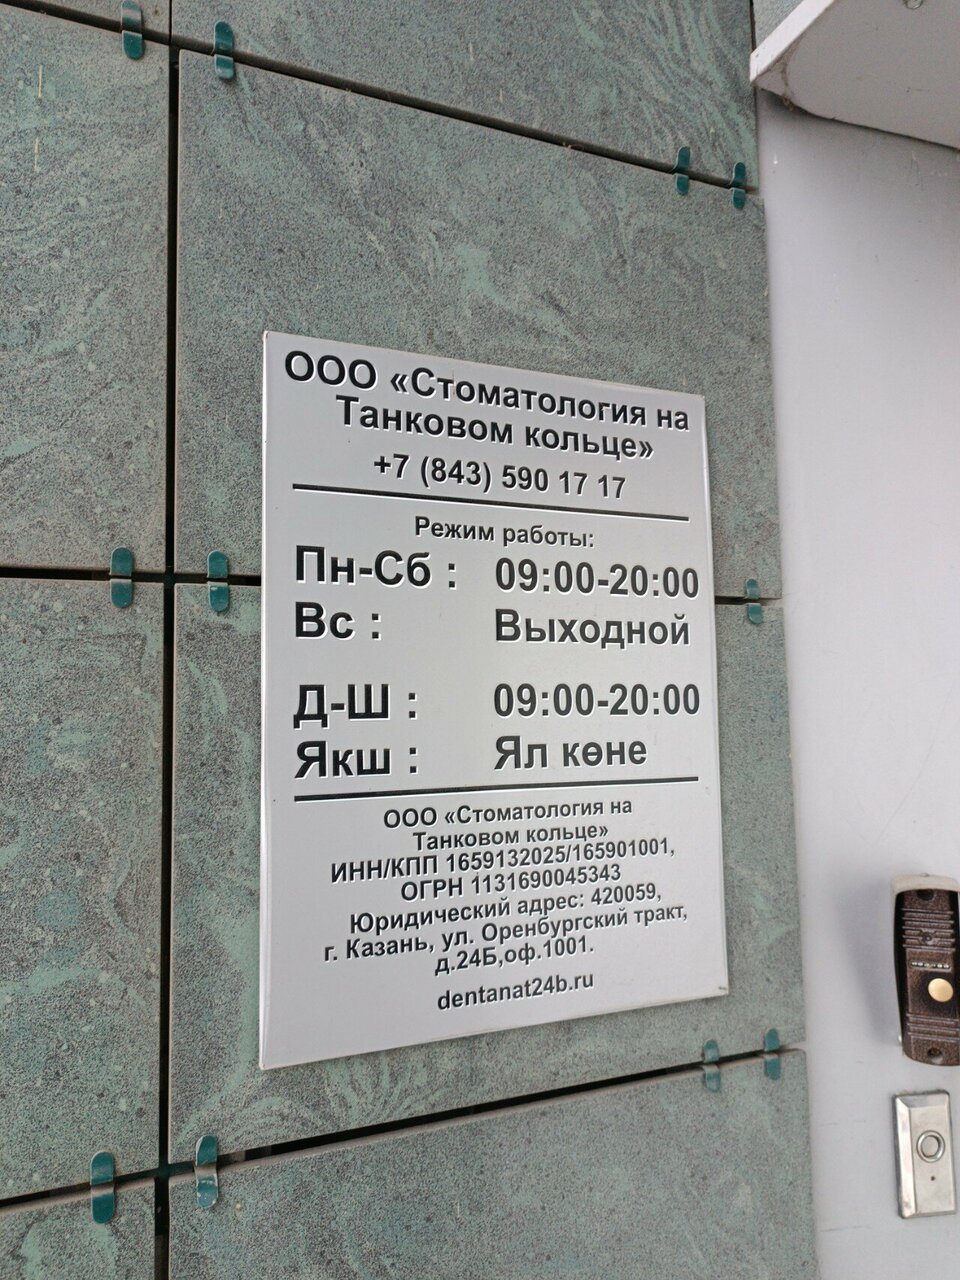 ООО «Стоматология на
Танковом кольце»
+7 (843) 590 17 17
Режим работы:
Пн-Сб : 09:00-20:00
Вс : Выходной
Д-Ш : 09:00-20:00
Якш : Ял көне
ООО «Стоматология на
Танковом кольце»
ИНН/КПП 1659132025/165901001,
ОГРН 1131690045343
Юридический адрес: 420059,
г. Казань, ул. Оренбургский тракт,
д.24Б,оф.1001.
dentanat24b.ru